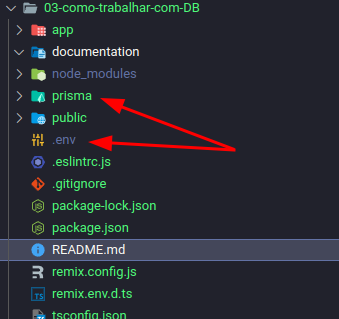 03-como-trabalhar-com-DB
app
documentation
node_modules
prisma
public
.env
.eslintrc.js
.gitignore
package-lock.json
package.json
README.md
remix.config.js
remix.env.d.ts
tsconfig.json